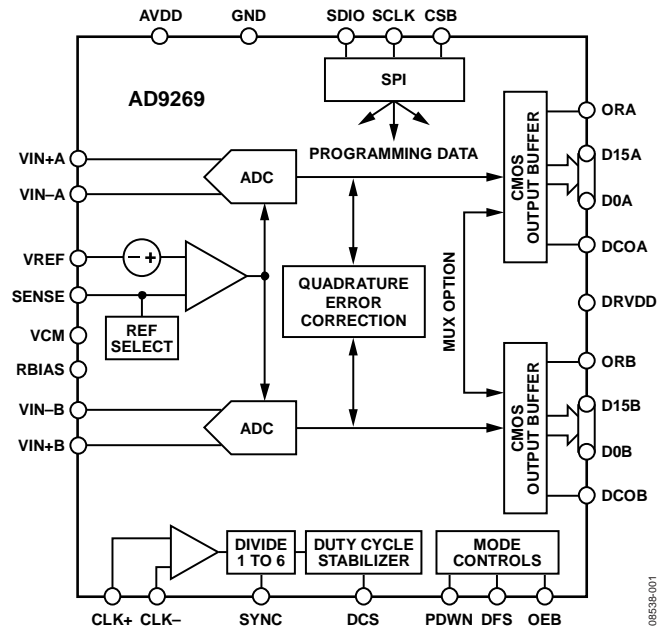 AVDD GND SDIO SCLK CSB
SPI
AD9269
PROGRAMMING DATA
VIN+A
VIN–A
ADC
CMOS
OUTPUT BUFFER
ORA
D15A
D0A
DCOA
VREF
– +
SENSE
REF
SELECT
QUADRATURE
ERROR
CORRECTION
MUX OPTION
DRVDD
VCM
RBIAS
VIN–B
VIN+B
ADC
CMOS
OUTPUT BUFFER
ORB
D15B
D0B
DCOB
DIVIDE
1 TO 6
DUTY CYCLE
STABILIZER
MODE
CONTROLS
CLK+ CLK– SYNC DCS PDWN DFS OEB
08538-001